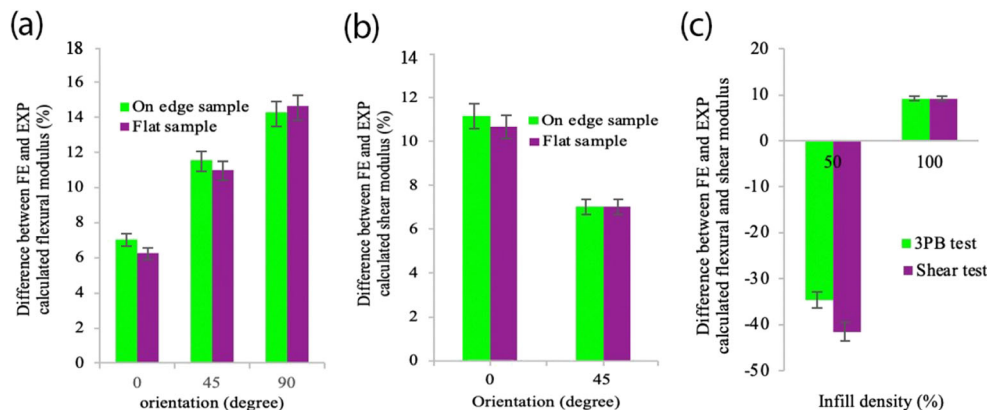 (a)
Difference between FE and EXP
calculated flexural modulus (%)
18
16
14
12
10
8
6
4
2
0
On edge sample
Flat sample
0 45 90
orientation (degree)
(b)
Difference between FE and EXP
calculated shear modulus (%)
14
12
10
8
6
4
2
0
On edge sample
Flat sample
0 45
Orientation (degree)
(c)
Difference between FE and EXP
calculated flexural and shear modulus
20
10
0
-10
-20
-30
-40
-50
50 100
3PB test
Shear test
Infill density (%)